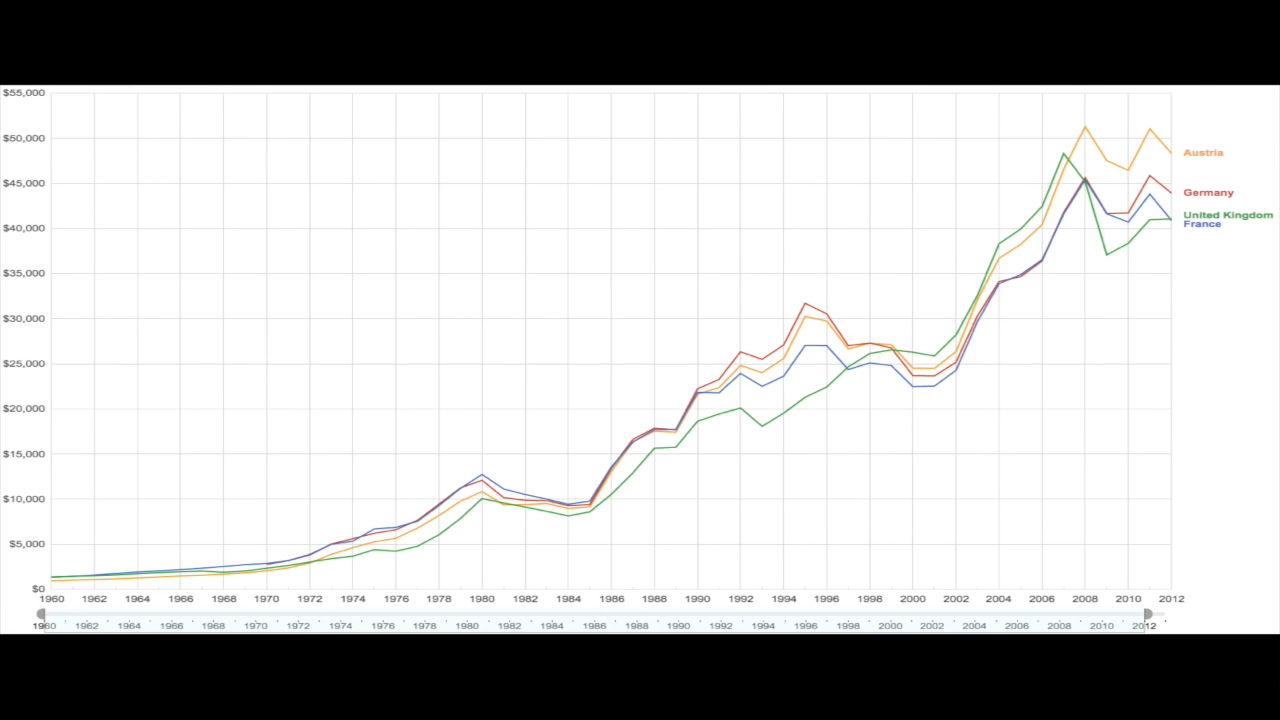 $55,000
$50,000
$45,000
$40,000
$35,000
$30,000
$25,000
$20,000
$15,000
$10,000
$5,000
$0
Austria
Germany
United Kingdom
France
1960 1962 1964 1966 1968 1970 1972 1974 1976 1978 1980 1982 1984 1986 1988 1990 1992 1994 1996 1998 2000 2002 2004 2006 2008 2010 2012
1960 1962 1964 1966 1968 1970 1972 1974 1976 1978 1980 1982 1984 1986 1988 1990 1992 1994 1996 1998 2000 2002 2004 2006 2008 2010 2012